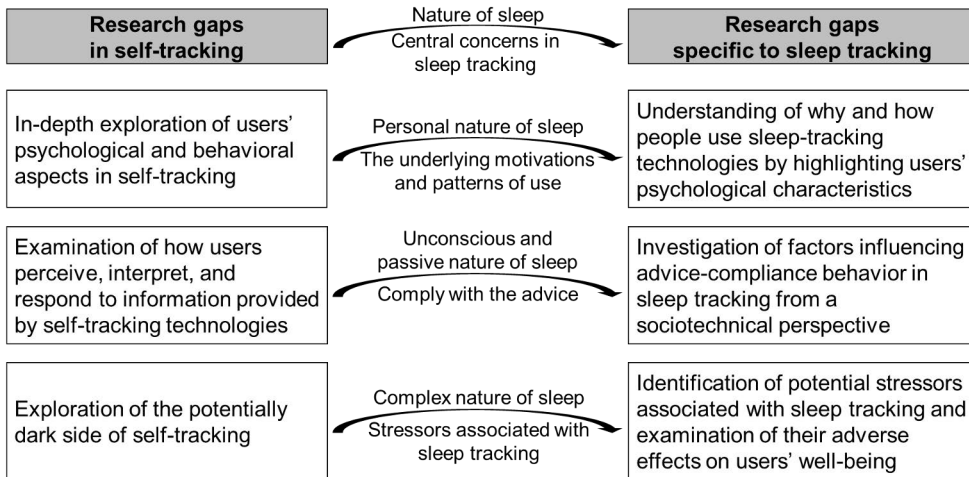 Research gaps
in self-tracking
Nature of sleep
Central concerns in
sleep tracking
Research gaps
specific to sleep tracking
In-depth exploration of users'
psychological and behavioral
aspects in self-tracking
Personal nature of sleep
The underlying motivations
and patterns of use
Understanding of why and how
people use sleep-tracking
technologies by highlighting users'
psychological characteristics
Examination of how users
perceive, interpret, and
respond to information provided
by self-tracking technologies
Unconscious and
passive nature of sleep
Comply with the advice
Investigation of factors influencing
advice-compliance behavior in
sleep tracking from a
sociotechnical perspective
Exploration of the potentially
dark side of self-tracking
Complex nature of sleep
Stressors associated with
sleep tracking
Identification of potential stressors
associated with sleep tracking and
examination of their adverse
effects on users' well-being